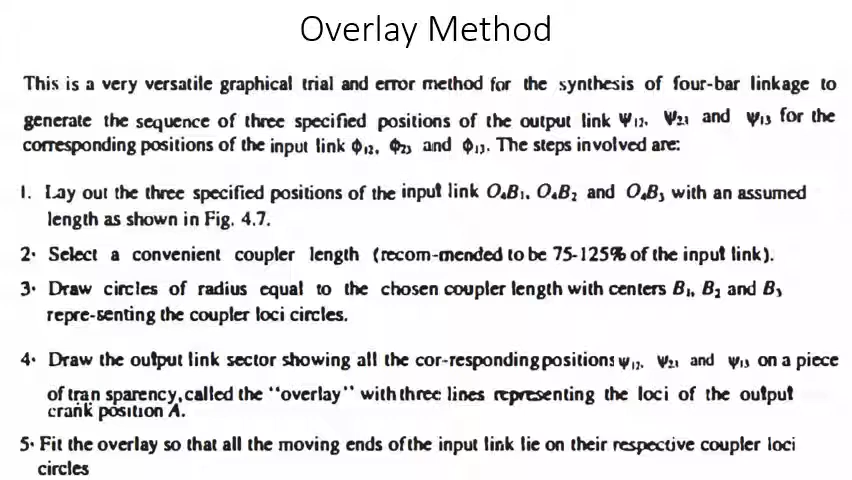 Overlay Method
This is a very versatile graphical trial and error method for the synthesis of four-bar linkage to
generate the sequence of three specified positions of the output link Ψ₁₂, Ψ₂₃ and Ψ₁₃ for the
corresponding positions of the input link ϕ₁₂, ϕ₂₃ and ϕ₁₃. The steps involved are:
1. Lay out the three specified positions of the input link O₄B₁, O₄B₂ and O₄B₃ with an assumed
length as shown in Fig. 4.7.
2· Select a convenient coupler length (recom-mended to be 75-125% of the input link).
3· Draw circles of radius equal to the chosen coupler length with centers B₁, B₂ and B₃
repre-senting the coupler loci circles.
4· Draw the output link sector showing all the cor-responding positions ψ₁₂, ψ₂₃ and ψ₁₃ on a piece
of tran sparency, called the "overlay" with three lines representing the loci of the output
crank position A.
5· Fit the overlay so that all the moving ends of the input link lie on their respective coupler loci
circles